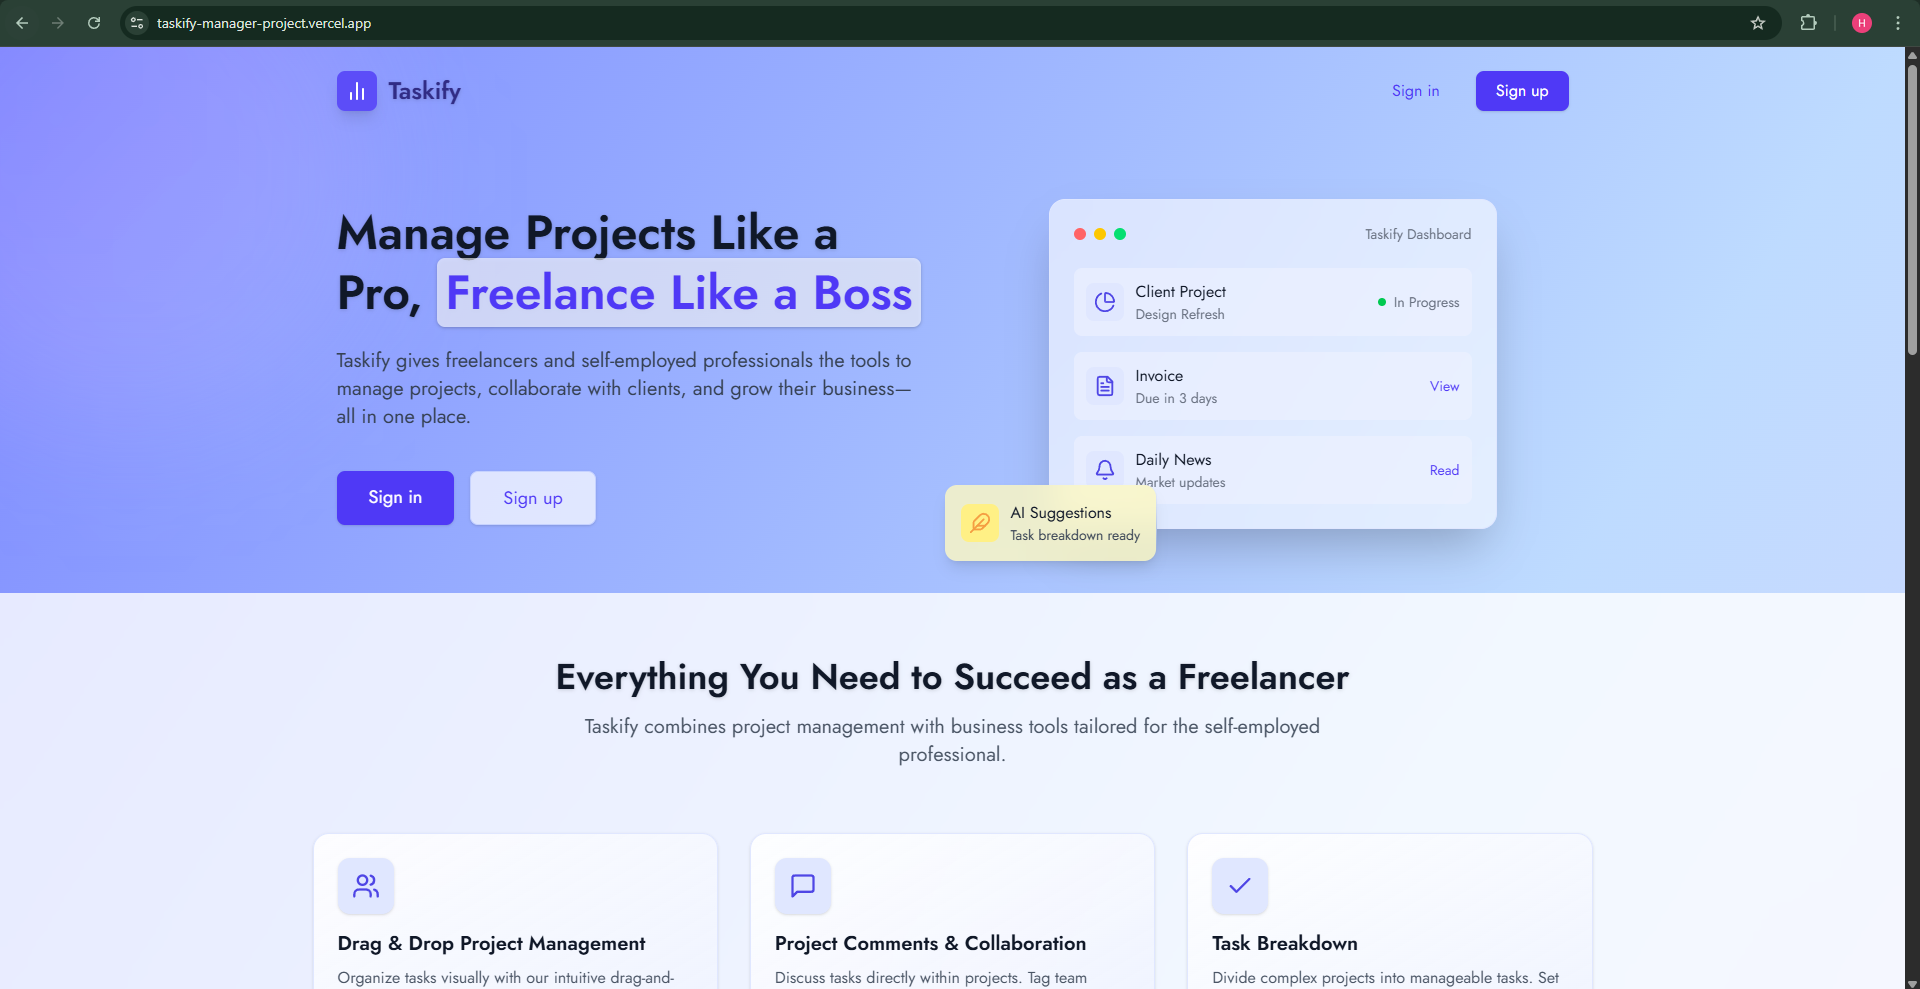 taskify-manager-project.vercel.app
H
Taskify
Sign in
Sign up
Manage Projects Like a
Pro, Freelance Like a Boss
Taskify gives freelancers and self-employed professionals the tools to
manage projects, collaborate with clients, and grow their business—
all in one place.
Sign in
Sign up
Taskify Dashboard
Client Project
Design Refresh
In Progress
Invoice
Due in 3 days
View
Daily News
Market updates
Read
AI Suggestions
Task breakdown ready
Everything You Need to Succeed as a Freelancer
Taskify combines project management with business tools tailored for the self-employed
professional.
Drag & Drop Project Management
Organize tasks visually with our intuitive drag-and-
Project Comments & Collaboration
Discuss tasks directly within projects. Tag team
Task Breakdown
Divide complex projects into manageable tasks. Set